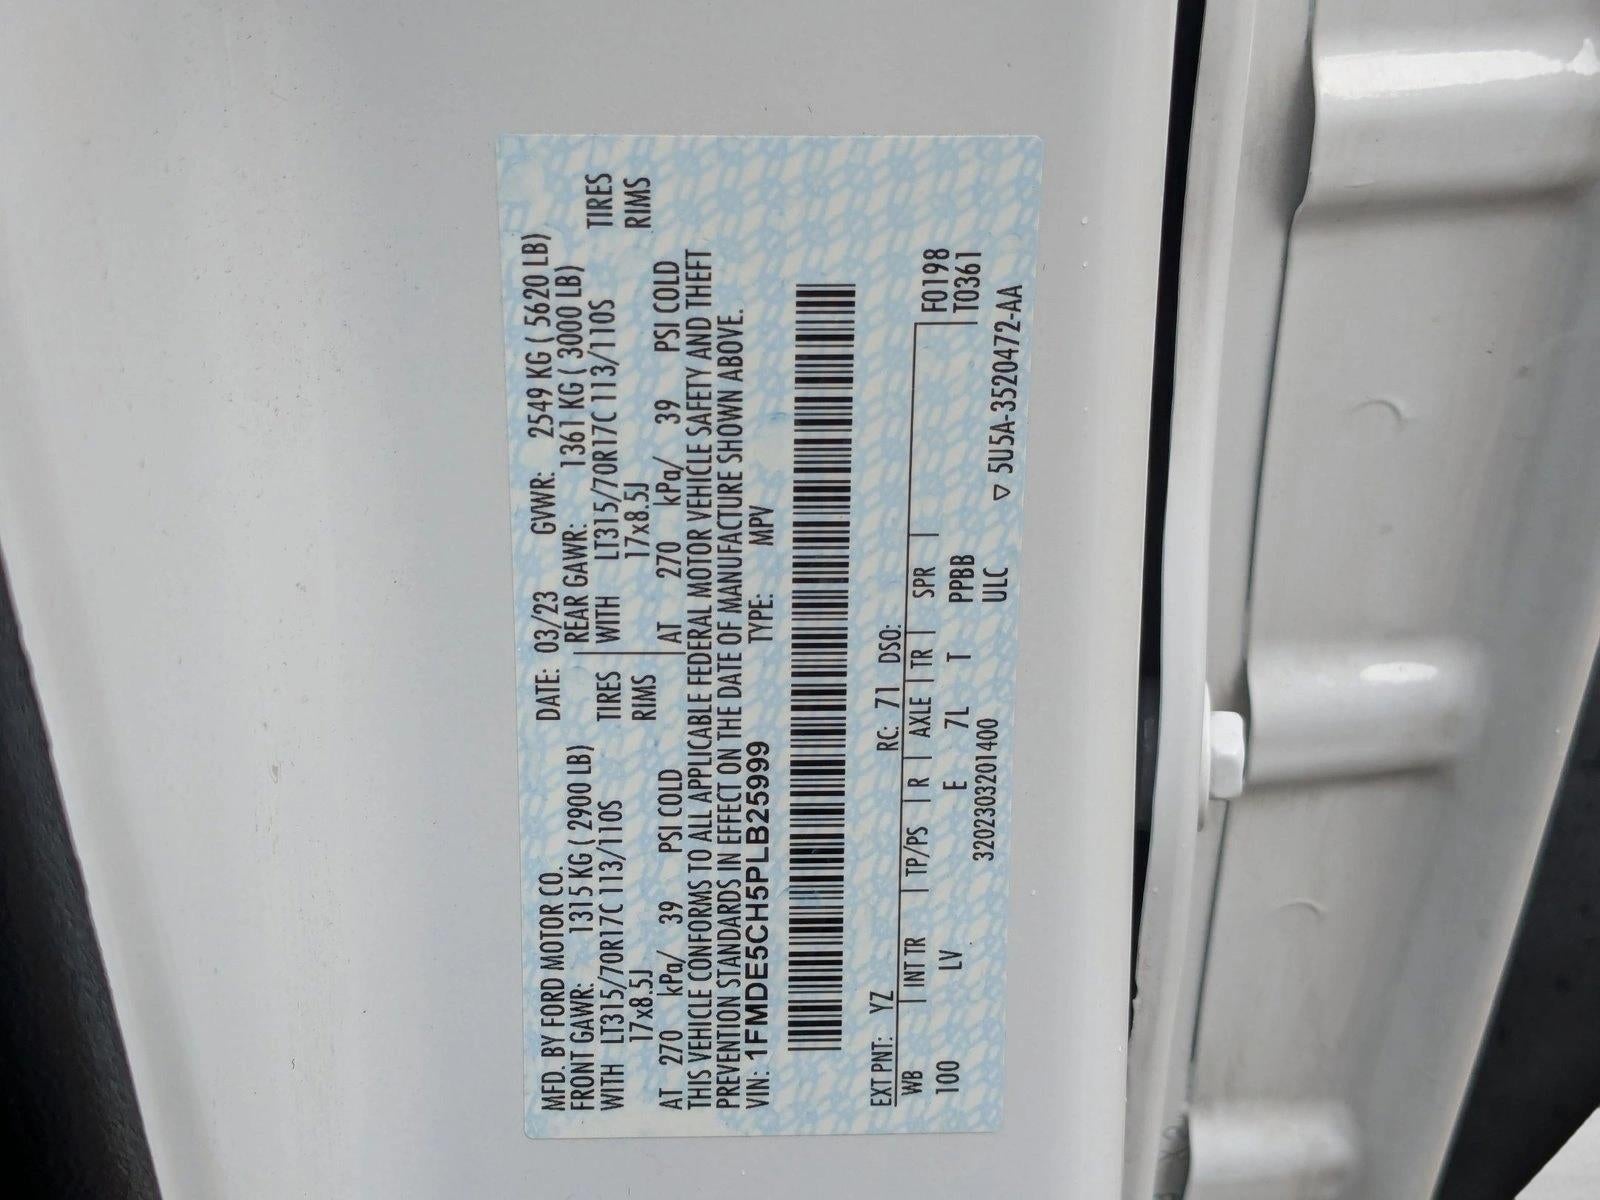 MFD. BY FORD MOTOR CO. DATE: 03/23 GVWR: 2549 KG ( 5620 LB)
FRONT GAWR: 1315 KG ( 2900 LB) REAR GAWR: 1361 KG ( 3000 LB)
WITH LT315/70R17C 113/110S TIRES WITH LT315/70R17C 113/110S TIRES
17x8.5J RIMS 17x8.5J RIMS
AT 270 kPa/ 39 PSI COLD AT 270 kPa/ 39 PSI COLD
THIS VEHICLE CONFORMS TO ALL APPLICABLE FEDERAL MOTOR VEHICLE SAFETY AND THEFT
PREVENTION STANDARDS IN EFFECT ON THE DATE OF MANUFACTURE SHOWN ABOVE.
VIN: 1FMDE5CH5PLB25999 TYPE: MPV
EXT PNT: YZ RC: 71 DSO:
WB INT TR TP/PS R AXLE TR SPR F0198
100 LV E 7L T PPBB T0361
3202303201400 ULC ▽ 5U5A-3520472-AA